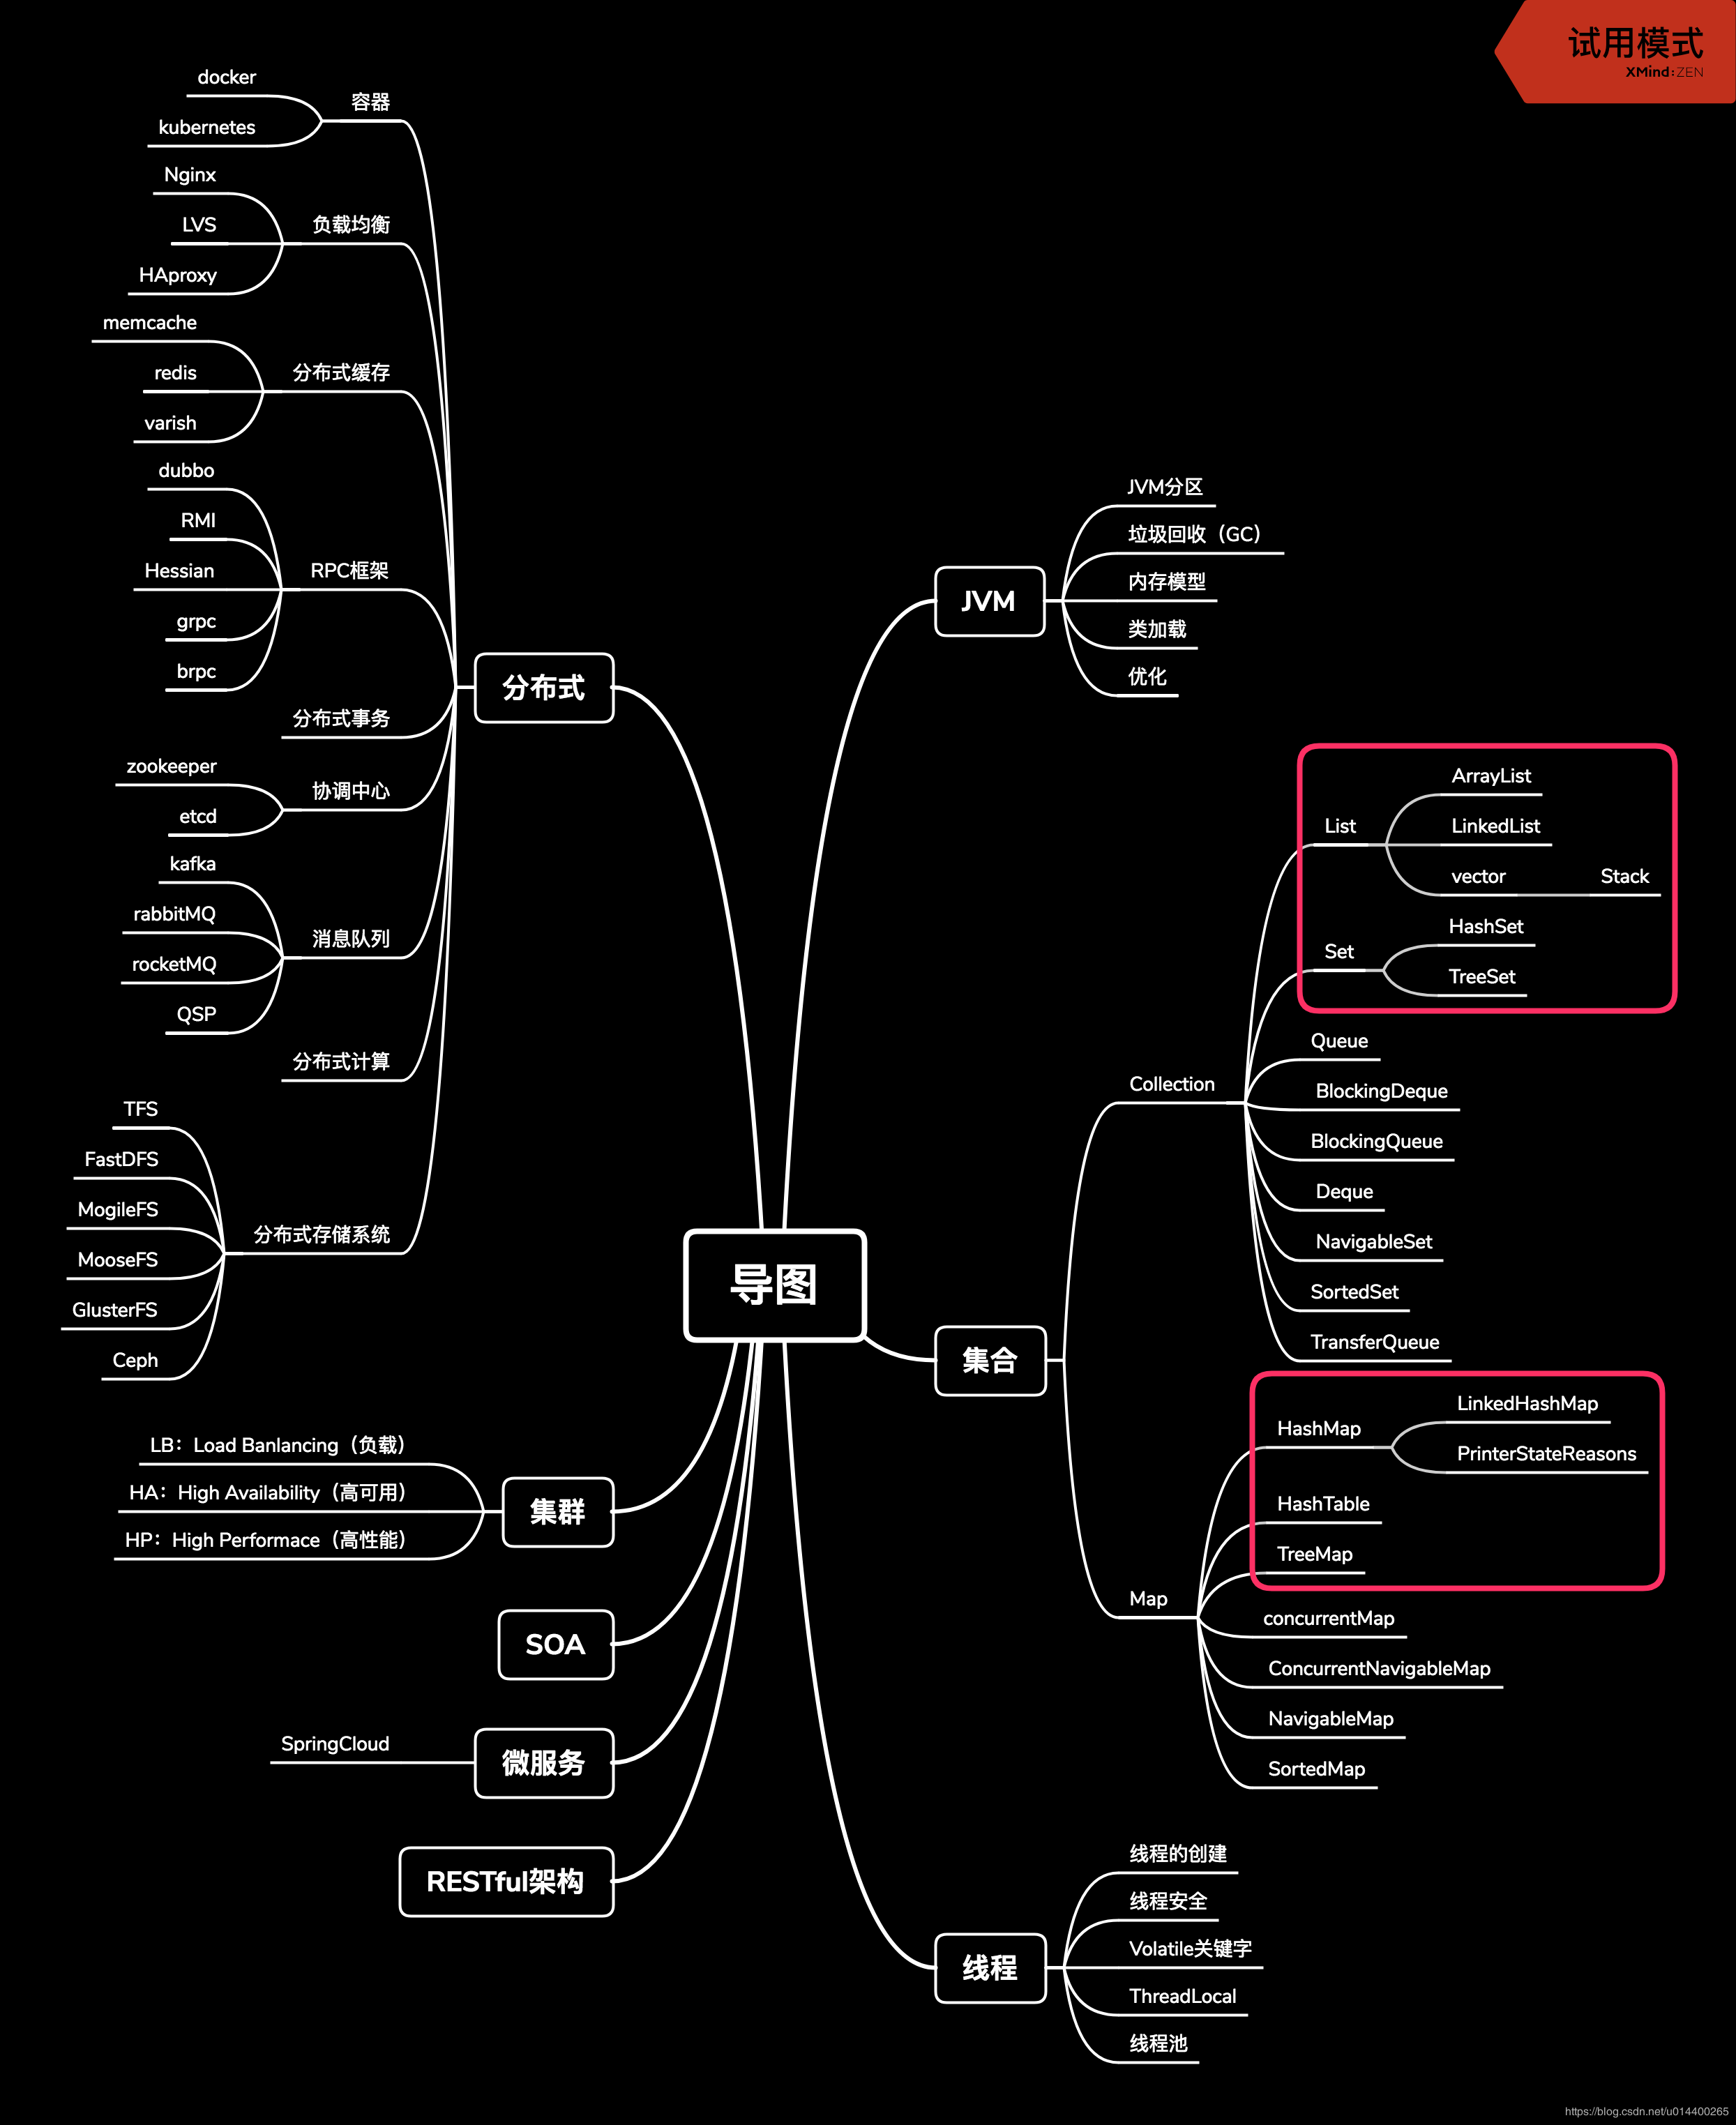 试用模式
XMind:ZEN
导图
JVM
JVM分区
垃圾回收（GC）
内存模型
类加载
优化
集合
Collection
List
ArrayList
LinkedList
vector
Stack
Set
HashSet
TreeSet
Queue
BlockingDeque
BlockingQueue
Deque
NavigableSet
SortedSet
TransferQueue
Map
HashMap
LinkedHashMap
PrinterStateReasons
HashTable
TreeMap
concurrentMap
ConcurrentNavigableMap
NavigableMap
SortedMap
线程
线程的创建
线程安全
Volatile关键字
ThreadLocal
线程池
分布式
容器
docker
kubernetes
负载均衡
Nginx
LVS
HAproxy
分布式缓存
memcache
redis
varish
RPC框架
dubbo
RMI
Hessian
grpc
brpc
分布式事务
协调中心
zookeeper
etcd
消息队列
kafka
rabbitMQ
rocketMQ
QSP
分布式计算
分布式存储系统
TFS
FastDFS
MogileFS
MooseFS
GlusterFS
Ceph
集群
LB：Load Banlancing（负载）
HA：High Availability（高可用）
HP：High Performace（高性能）
SOA
微服务
SpringCloud
RESTful架构
https://blog.csdn.net/u014400265